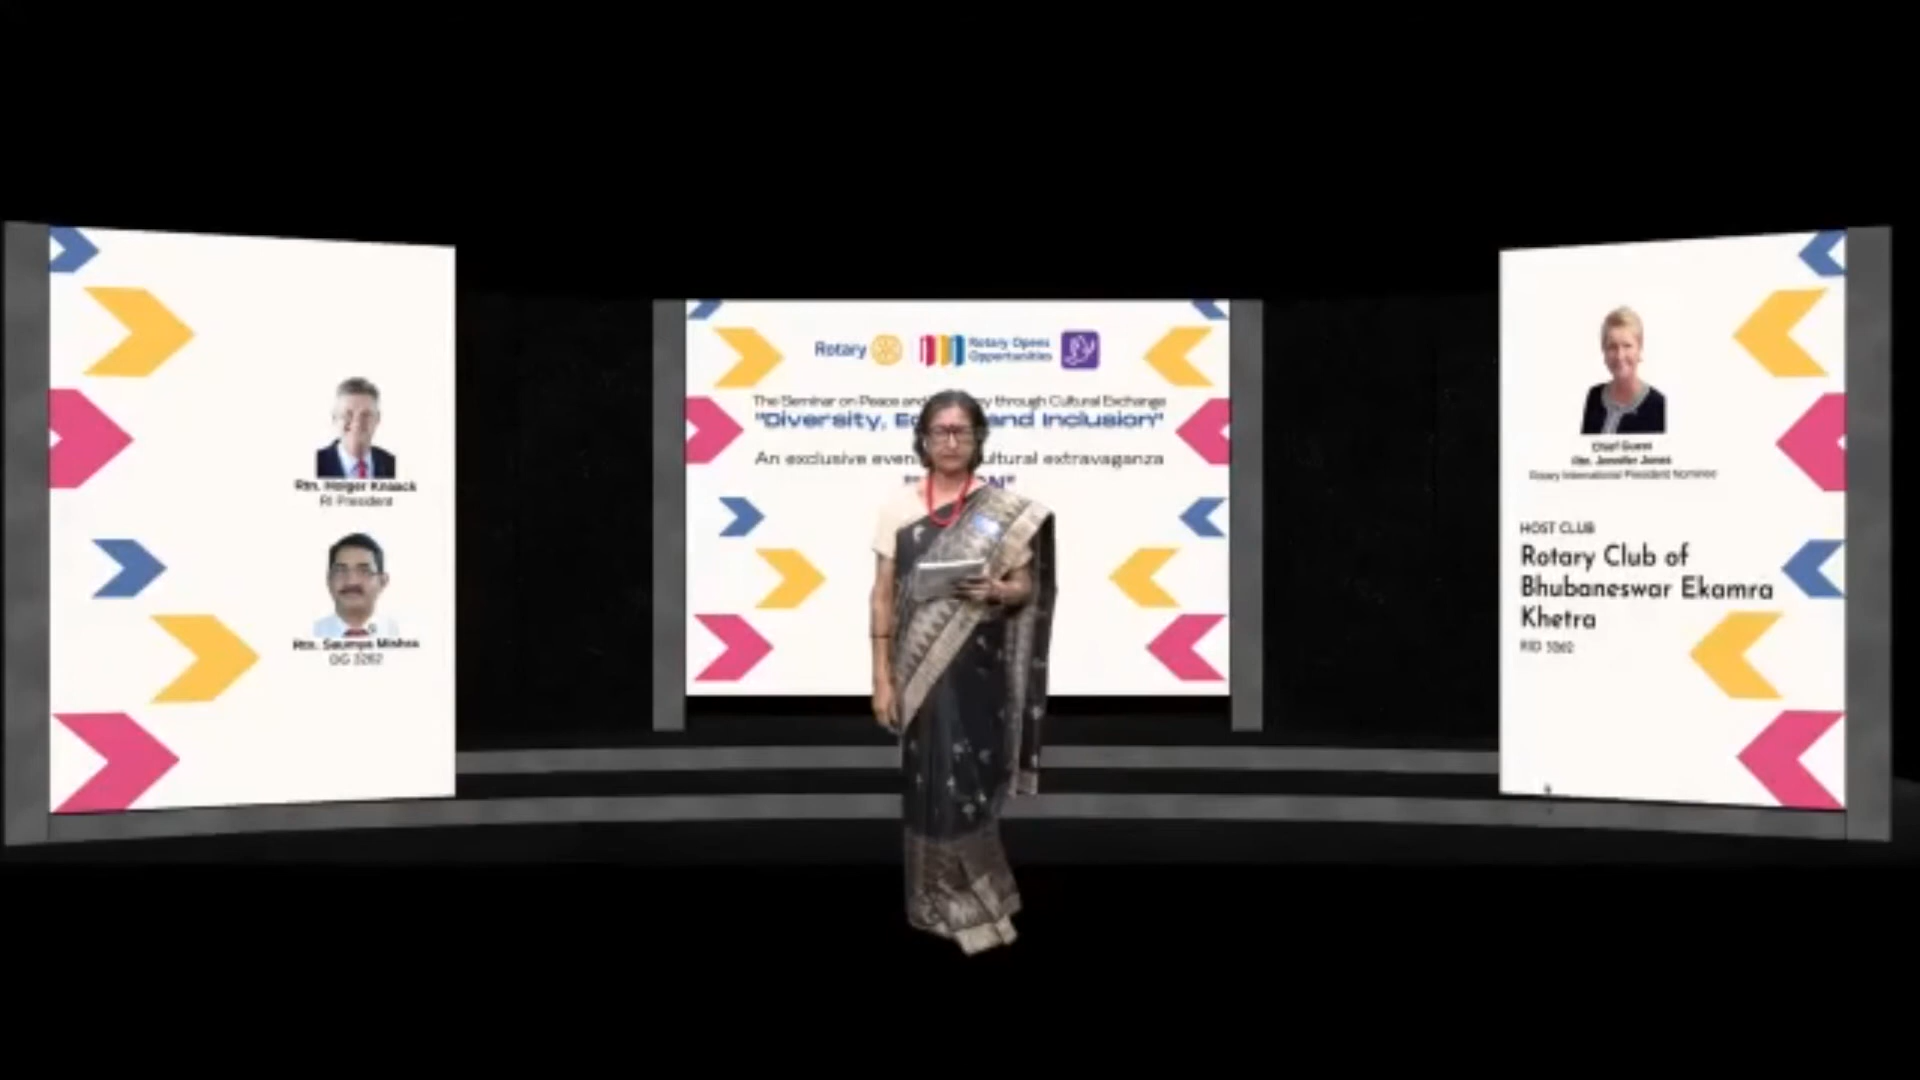 Rtn. Holger Knaack
RI President
Rtn. Saumya Mishra
DG 3262
Rotary
Rotary Opens
Opportunities
The Seminar on Peace and through Cultural Exchange
"Diversity, and Inclusion"
An exclusive cultural extravaganza
Chief Guest
Rtn. Jennifer Jones
Rotary International President Nominee
HOST CLUB
Rotary Club of
Bhubaneswar Ekamra
Khetra
RID 3262